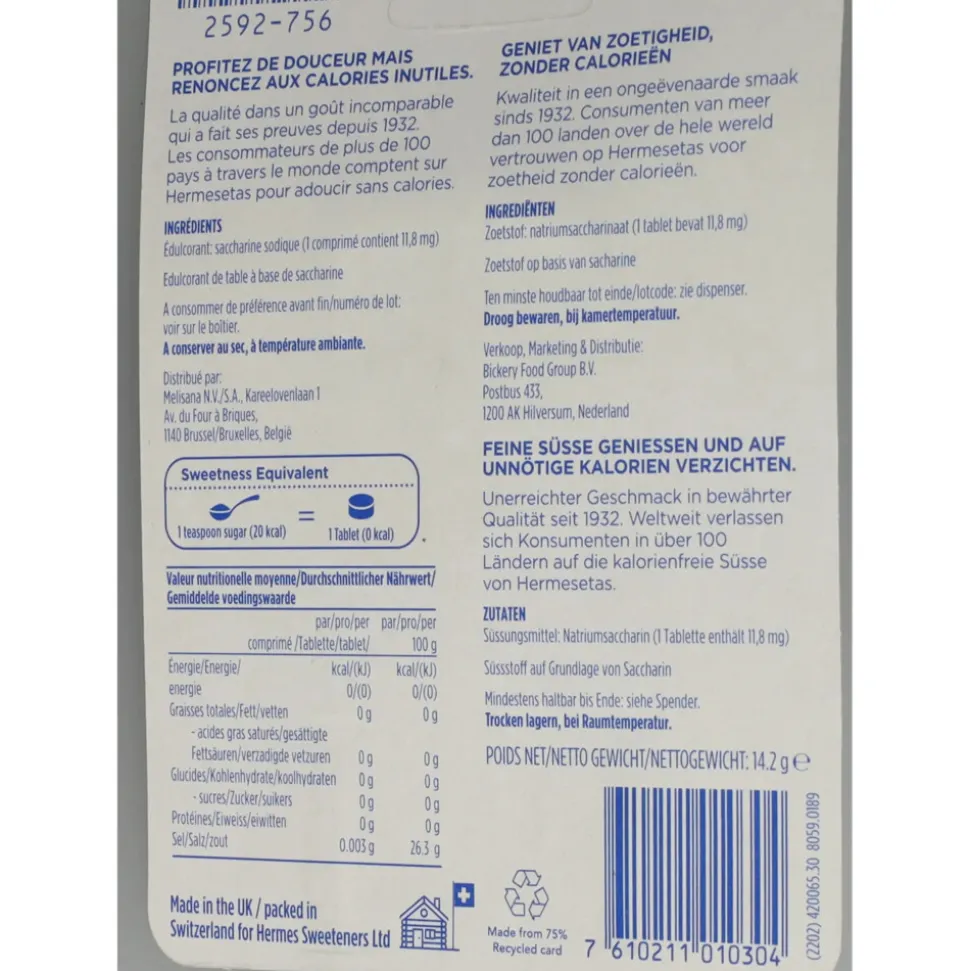 2592-756
PROFITEZ DE DOUCEUR MAIS
RENONCEZ AUX CALORIES INUTILES.
La qualité dans un goût incomparable
qui a fait ses preuves depuis 1932.
Les consommateurs de plus de 100
pays à travers le monde comptent sur
Hermesetas pour adoucir sans calories.
INGRÉDIENTS
Edulcorant: saccharine sodique (1 comprimé contient 11,8 mg)
Edulcorant de table à base de saccharine
A consommer de préférence avant fin/numéro de lot:
voir sur le boîtier.
A conserver au sec, à température ambiante.
Distribué par:
Melisana N.V./S.A., Kareelovenlaan 1
Av. du Four à Briques,
1140 Brussel/Bruxelles, België
Sweetness Equivalent
=
1 teaspoon sugar (20 kcal) 1 Tablet (0 kcal)
Valeur nutritionelle moyenne/Durchschnittlicher Nährwert/
Gemiddelde voedingswaarde
par/pro/per par/pro/per
comprimé /Tablette/tablet/ 100 g
Energie/Energie/ kcal/(kJ) kcal/(kJ)
energie 0/(0) 0/(0)
Graisses totales/Fett/vetten 0 g 0 g
- acides gras saturés/gesättigte
Fettsäuren/verzadigde vetzuren 0 g 0 g
Glucides/Kohlenhydrate/koolhydraten 0 g 0 g
- sucres/Zucker/suikers 0 g 0 g
Protéines/Eiweiss/eiwitten 0 g 0 g
Sel/Salz/zout 0.003 g 26.3 g
Made in the UK / packed in
Switzerland for Hermes Sweeteners Ltd
GENIET VAN ZOETIGHEID,
ZONDER CALORIEËN
Kwaliteit in een ongeëvenaarde smaak
sinds 1932. Consumenten van meer
dan 100 landen over de hele wereld
vertrouwen op Hermesetas voor
zoetheid zonder calorieën.
INGREDIËNTEN
Zoetstof: natriumsaccharinaat (1 tablet bevat 11,8 mg)
Zoetstof op basis van sacharine
Ten minste houdbaar tot einde/lotcode: zie dispenser.
Droog bewaren, bij kamertemperatuur.
Verkoop, Marketing & Distributie:
Bickery Food Group B.V.
Postbus 433,
1200 AK Hilversum, Nederland
FEINE SÜSSE GENIESSEN UND AUF
UNNÖTIGE KALORIEN VERZICHTEN.
Unerreichter Geschmack in bewährter
Qualität seit 1932. Weltweit verlassen
sich Konsumenten in über 100
Ländern auf die kalorienfreie Süsse
von Hermesetas.
ZUTATEN
Süssungsmittel: Natriumsaccharin (1 Tablette enthält 11,8 mg)
Süssstoff auf Grundlage von Saccharin
Mindestens haltbar bis Ende: siehe Spender.
Trocken lagern, bei Raumtemperatur.
POIDS NET/NETTO GEWICHT/NETTOGEWICHT: 14.2 g ℮
Made from 75%
Recycled card
7 610211 010304
(2202) 420065.30 8059.0189